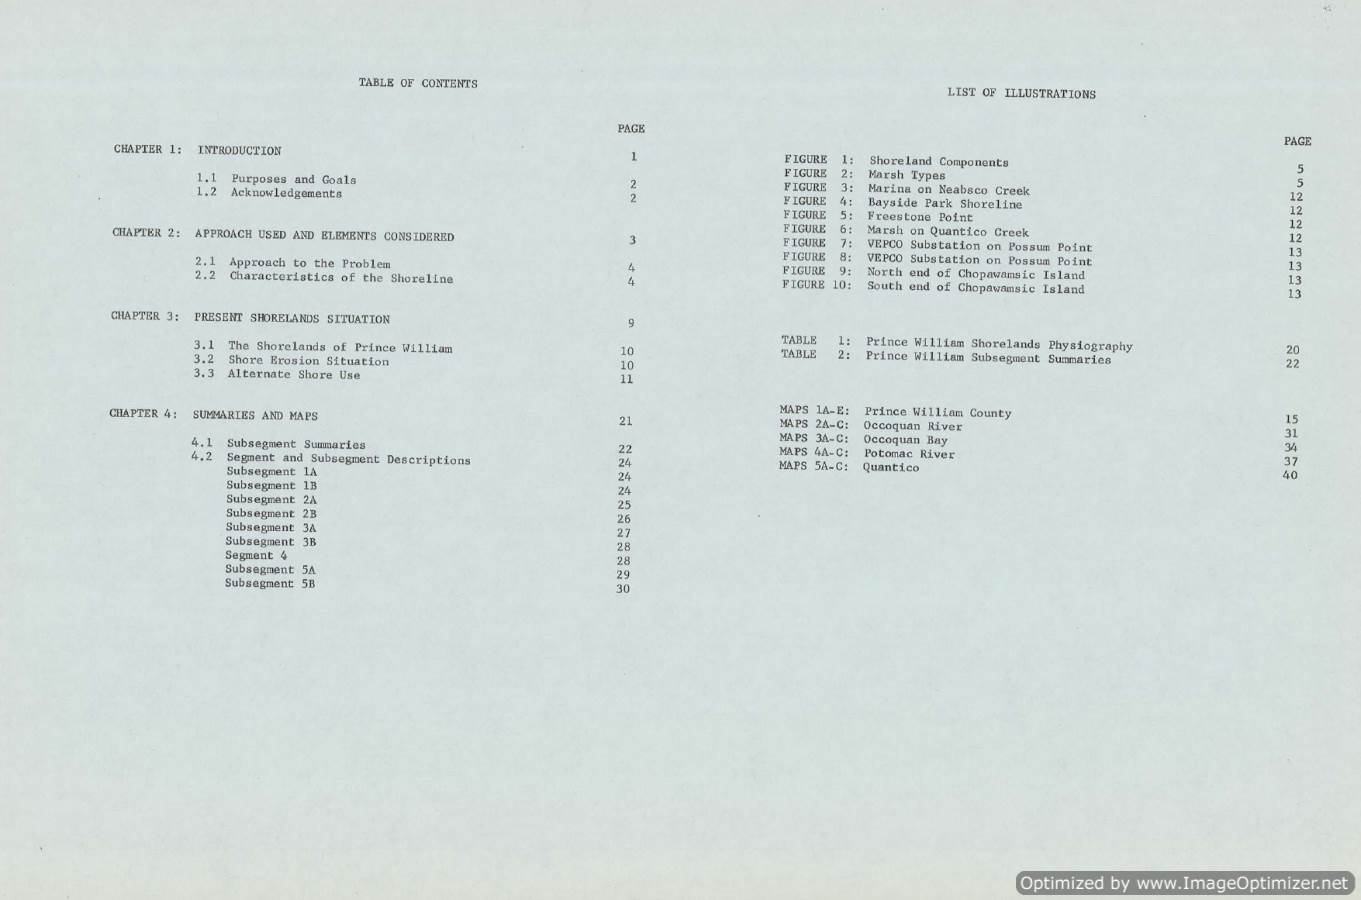 TABLE OF CONTENTS
PAGE
CHAPTER 1: INTRODUCTION 1
1.1 Purposes and Goals 2
1.2 Acknowledgements 2
CHAPTER 2: APPROACH USED AND ELEMENTS CONSIDERED 3
2.1 Approach to the Problem 4
2.2 Characteristics of the Shoreline 4
CHAPTER 3: PRESENT SHORELANDS SITUATION 9
3.1 The Shorelands of Prince William 10
3.2 Shore Erosion Situation 10
3.3 Alternate Shore Use 11
CHAPTER 4: SUMMARIES AND MAPS 21
4.1 Subsegment Summaries 22
4.2 Segment and Subsegment Descriptions 24
Subsegment 1A 24
Subsegment 1B 24
Subsegment 2A 25
Subsegment 2B 26
Subsegment 3A 27
Subsegment 3B 28
Segment 4 28
Subsegment 5A 29
Subsegment 5B 30
LIST OF ILLUSTRATIONS
PAGE
FIGURE 1: Shoreland Components 5
FIGURE 2: Marsh Types 5
FIGURE 3: Marina on Neabsco Creek 12
FIGURE 4: Bayside Park Shoreline 12
FIGURE 5: Freestone Point 12
FIGURE 6: Marsh on Quantico Creek 12
FIGURE 7: VEPCO Substation on Possum Point 13
FIGURE 8: VEPCO Substation on Possum Point 13
FIGURE 9: North end of Chopawamsic Island 13
FIGURE 10: South end of Chopawamsic Island 13
TABLE 1: Prince William Shorelands Physiography 20
TABLE 2: Prince William Subsegment Summaries 22
MAPS 1A-E: Prince William County 15
MAPS 2A-C: Occoquan River 31
MAPS 3A-C: Occoquan Bay 34
MAPS 4A-C: Potomac River 37
MAPS 5A-C: Quantico 40
Optimized by www.ImageOptimizer.net